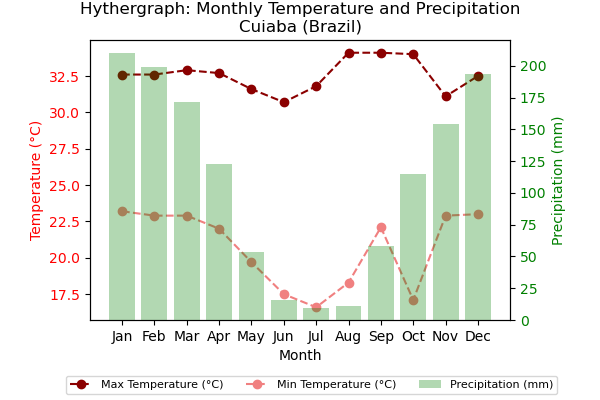 Hythergraph: Monthly Temperature and Precipitation
Cuiaba (Brazil)
Temperature (°C)
32.5
30.0
27.5
25.0
22.5
20.0
17.5
200
175
150
125
100
75
50
25
0
Precipitation (mm)
Jan Feb Mar Apr May Jun Jul Aug Sep Oct Nov Dec
Month
Max Temperature (°C) Min Temperature (°C) Precipitation (mm)